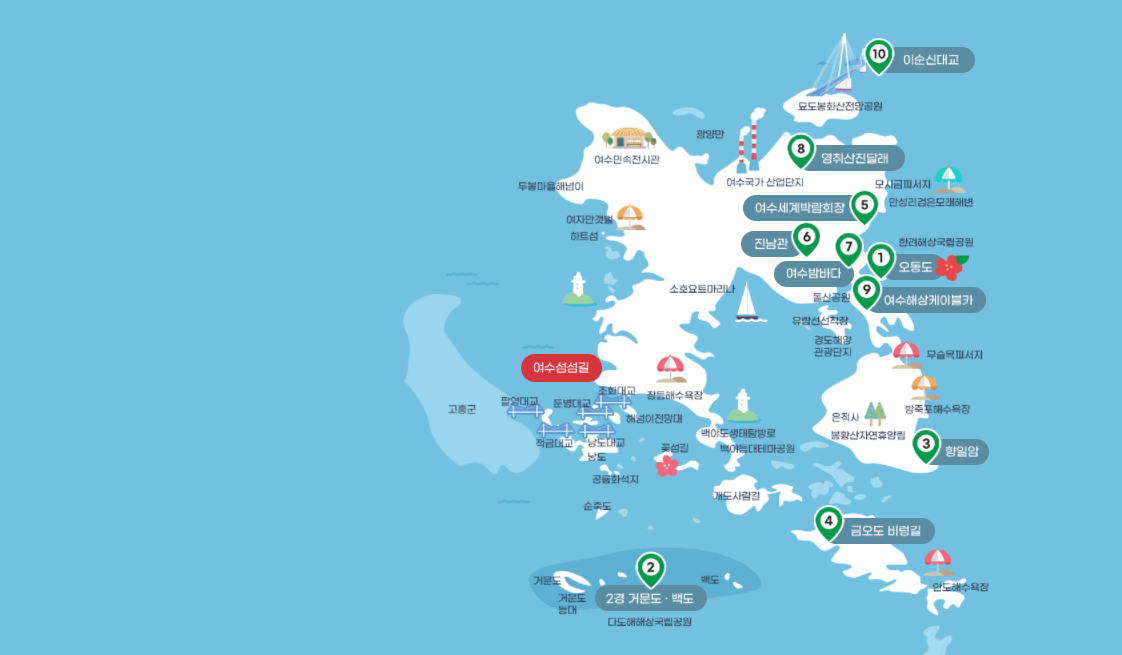 10
이순신대교
묘도봉화산전망공원
광양만
8
여수민속전시관
영취산진달래
여수국가 산업단지
모사금피서지
두봉마을해넘이
만성리검은모래해변
5
여수세계박람회장
여자만갯벌
하트섬
6
진남관
7
한려해상국립공원
1
오동도
여수밤바다
소호요트마리나
9
돌산공원
여수해상케이블카
유람선선착장
경도해양
관광단지
무슬목피서지
여수섬섬길
조화대교
장등해수욕장
팔영대교
둔병대교
고흥군
방죽포해수욕장
해넘이전망대
은적사
백야도생태탐방로
봉황산자연휴양림
3
적금대교
낭도대교
꽃섬길
백야등대테마공원
향일암
낭도
공룡화석지
개도사람길
순축도
4
금오도 비렁길
2
거문도
백도
안도해수욕장
거문도
등대
2경 거문도 · 백도
다도해해상국립공원